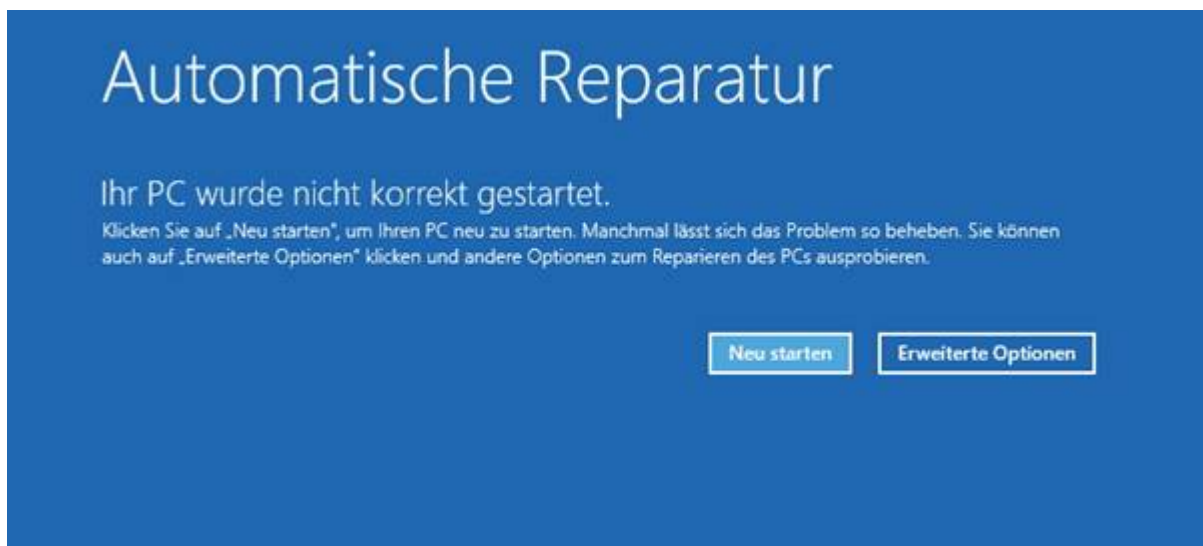 Automatische Reparatur
Ihr PC wurde nicht korrekt gestartet.
Klicken Sie auf „Neu starten“, um Ihren PC neu zu starten. Manchmal lässt sich das Problem so beheben. Sie können
auch auf „Erweiterte Optionen“ klicken und andere Optionen zum Reparieren des PCs ausprobieren.
Neu starten
Erweiterte Optionen